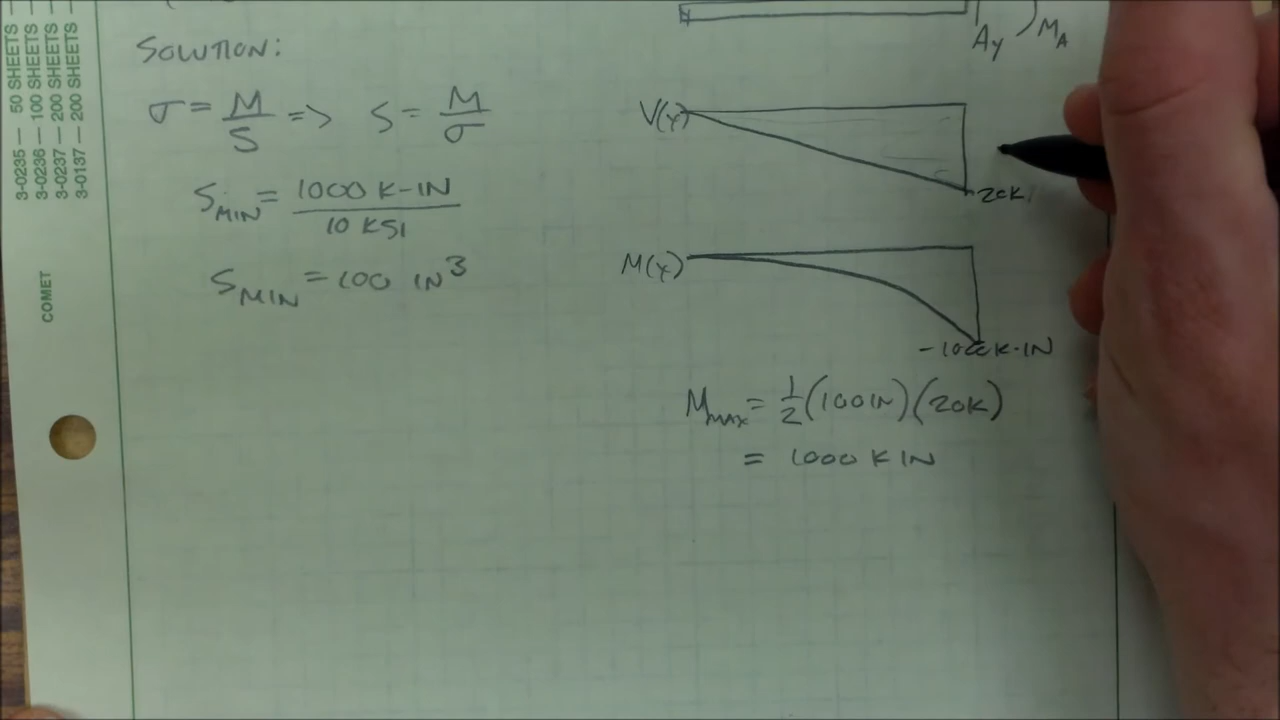 3-0235 — 50 SHEETS —
3-0236 — 100 SHEETS —
3-0237 — 200 SHEETS —
3-0137 — 200 SHEETS —
COMET
SOLUTION:
σ = M/S => S = M/σ
S_MIN = 1000 K-IN / 10 KSI
S_MIN = 100 IN³
Ay M_A
V(x)
-20K
M(x)
-1000 K-IN
M_MAX = 1/2 (100 IN)(20K)
= 1000 K IN